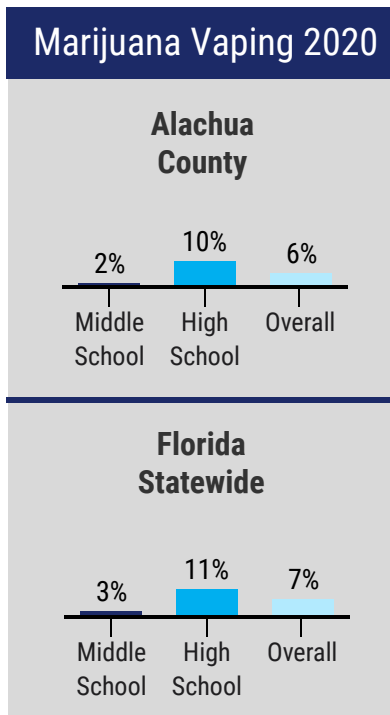 Marijuana Vaping 2020
Alachua
County
2%
10%
6%
Middle
School
High
School
Overall
Florida
Statewide
3%
11%
7%
Middle
School
High
School
Overall